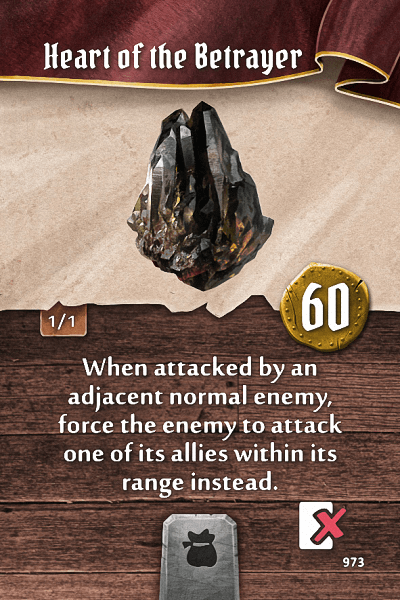 Heart of the Betrayer
1/1
60
When attacked by an
adjacent normal enemy,
force the enemy to attack
one of its allies within its
range instead.
973